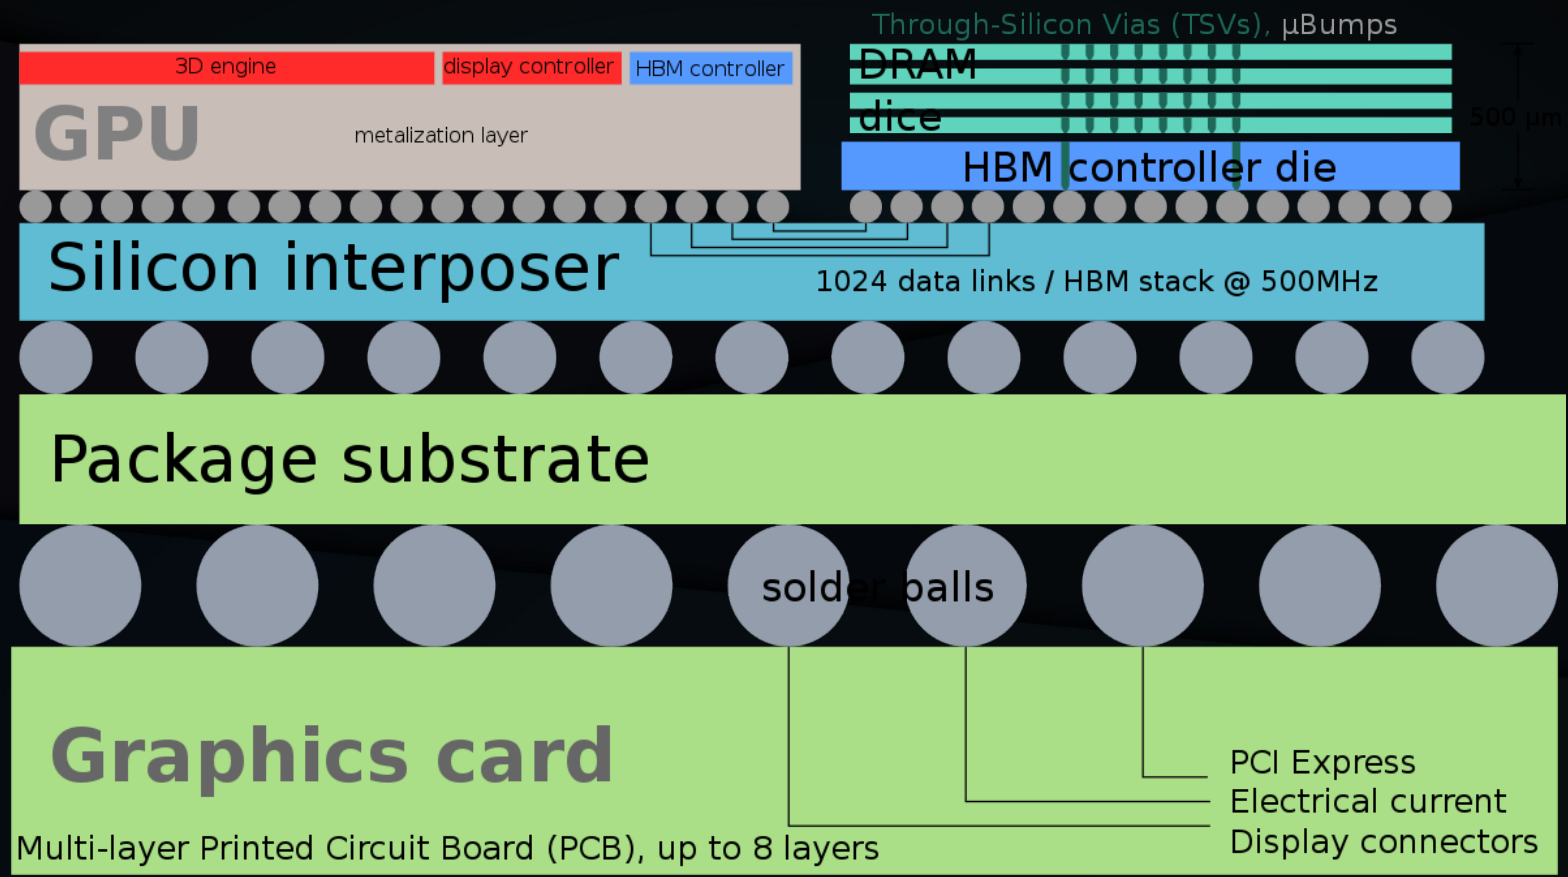 Through-Silicon Vias (TSVs), µBumps
3D engine
display controller
HBM controller
GPU
metalization layer
DRAM
dice
500 µm
HBM controller die
Silicon interposer
1024 data links / HBM stack @ 500MHz
Package substrate
solder balls
Graphics card
PCI Express
Electrical current
Display connectors
Multi-layer Printed Circuit Board (PCB), up to 8 layers